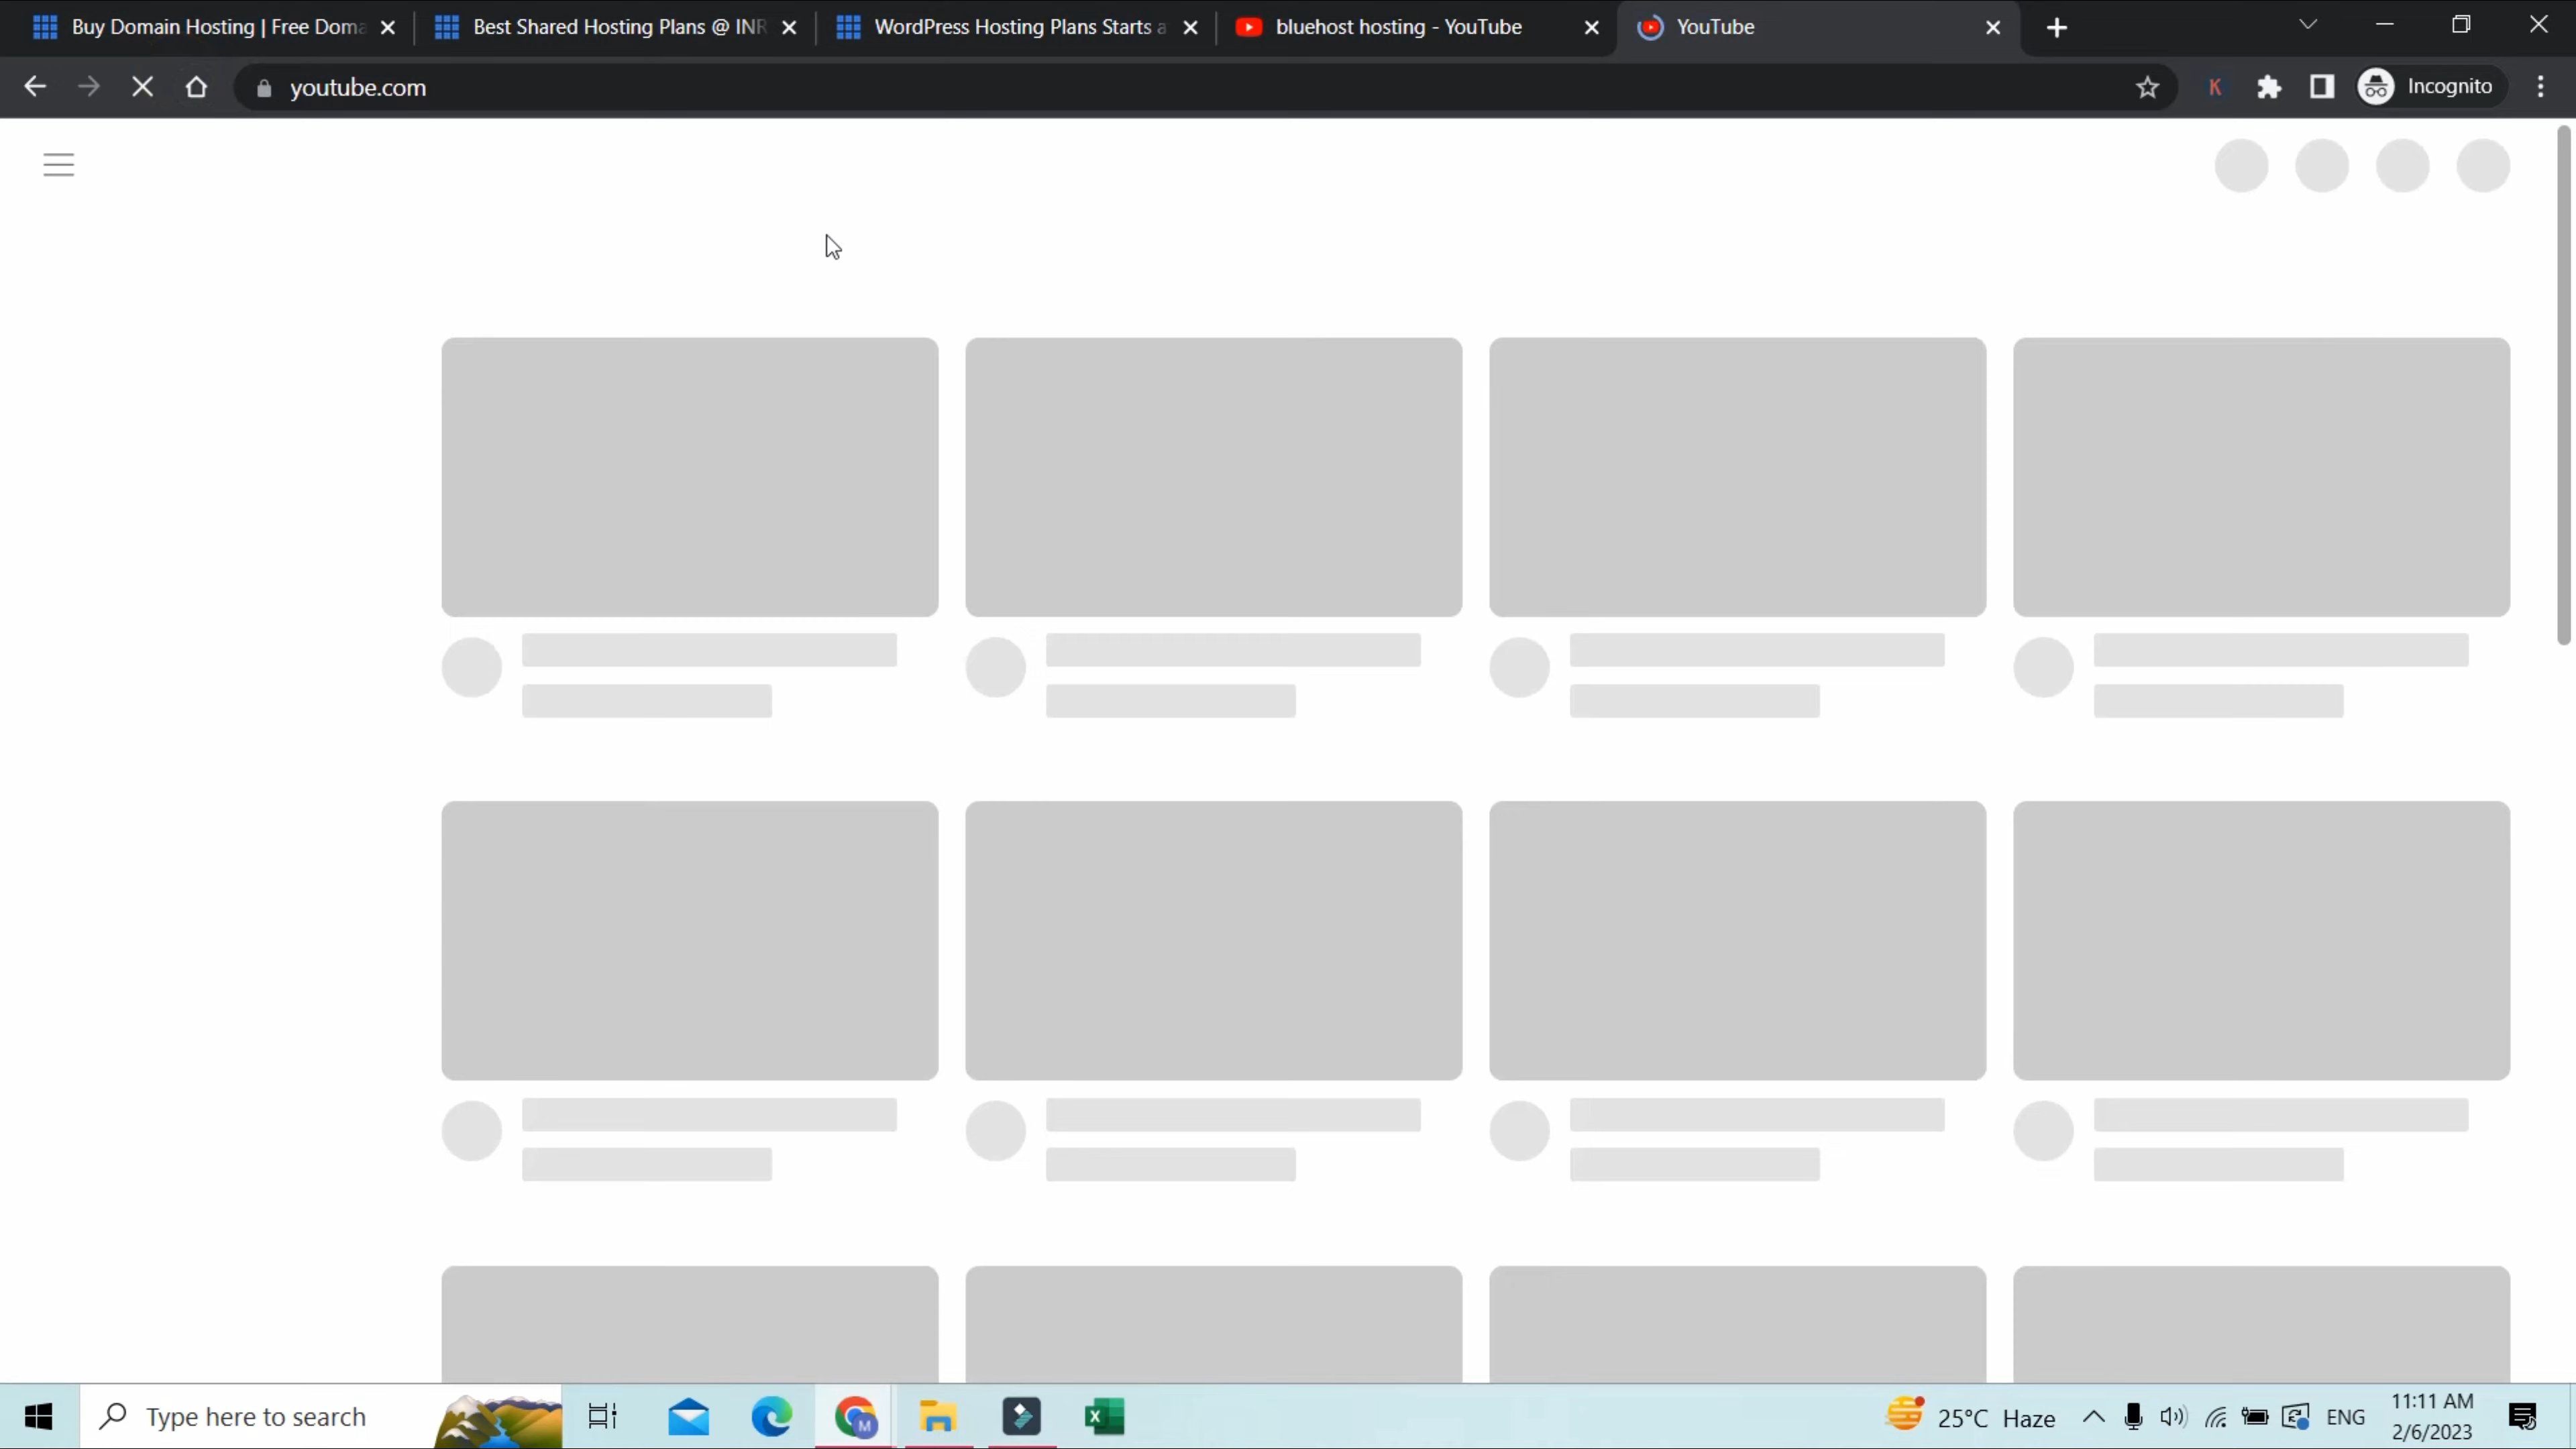 Buy Domain Hosting | Free Doma
Best Shared Hosting Plans @ INR
WordPress Hosting Plans Starts a
bluehost hosting - YouTube
YouTube
youtube.com
K
Incognito
Type here to search
M
X
25°C Haze
ENG
11:11 AM
2/6/2023